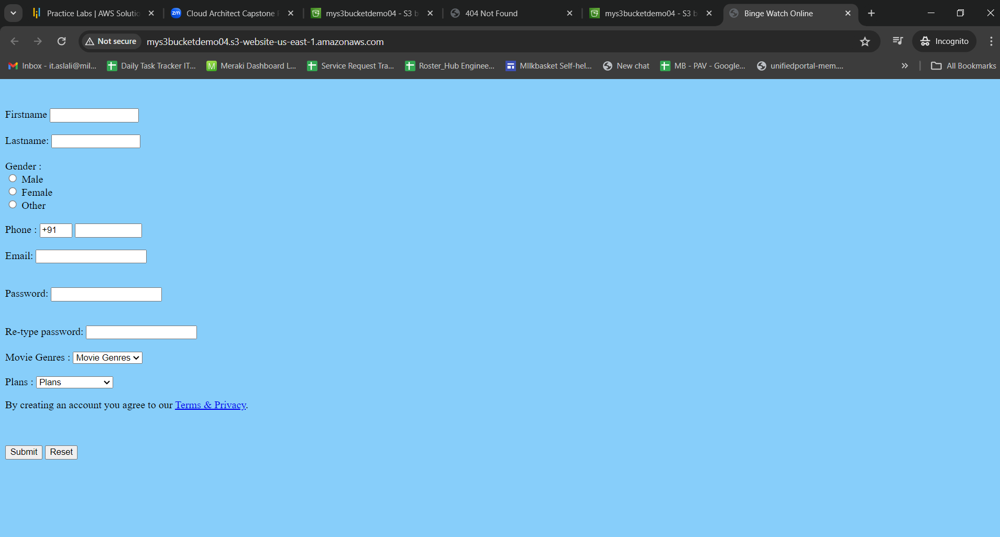 Practice Labs | AWS Solutio
zm Cloud Architect Capstone
mys3bucketdemo04 - S3 b
404 Not Found
mys3bucketdemo04 - S3 b
Binge Watch Online
Not secure mys3bucketdemo04.s3-website-us-east-1.amazonaws.com Incognito
Inbox - it.aslali@mil... Daily Task Tracker IT... M Meraki Dashboard L... Service Request Tra... Roster_Hub Enginee... MIlkbasket Self-hel... New chat MB - PAV - Google... unifiedportal-mem.... » All Bookmarks
Firstname
Lastname:
Gender :
Male
Female
Other
Phone : +91
Email:
Password:
Re-type password:
Movie Genres : Movie Genres
Plans : Plans
By creating an account you agree to our Terms & Privacy.
Submit Reset